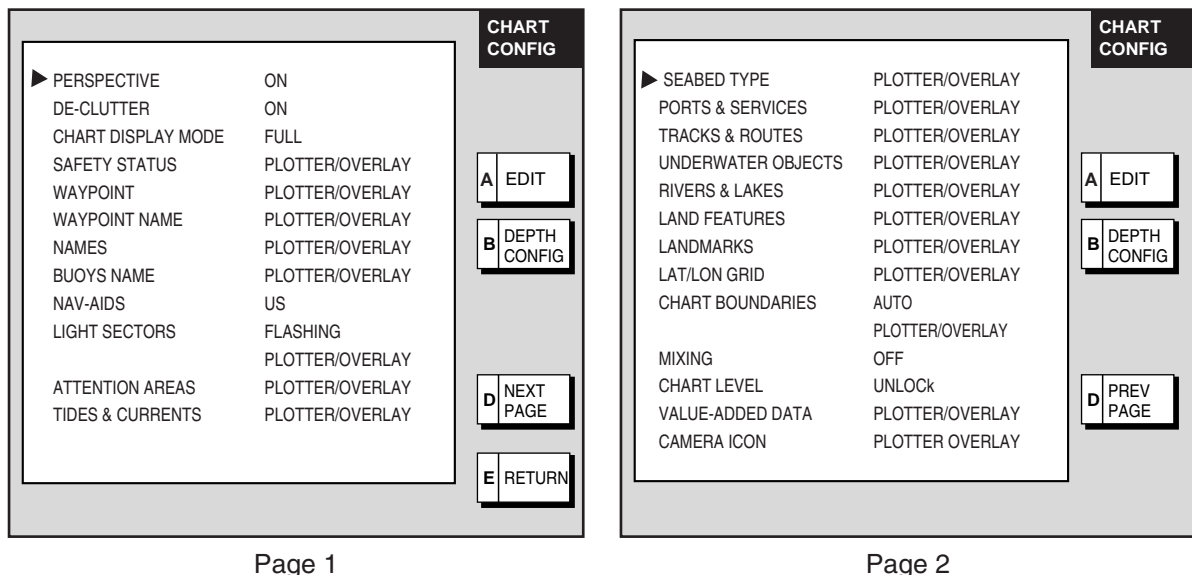 CHART
CONFIG
PERSPECTIVE ON
DE-CLUTTER ON
CHART DISPLAY MODE FULL
SAFETY STATUS PLOTTER/OVERLAY
WAYPOINT PLOTTER/OVERLAY
WAYPOINT NAME PLOTTER/OVERLAY
NAMES PLOTTER/OVERLAY
BUOYS NAME PLOTTER/OVERLAY
NAV-AIDS US
LIGHT SECTORS FLASHING
PLOTTER/OVERLAY
ATTENTION AREAS PLOTTER/OVERLAY
TIDES & CURRENTS PLOTTER/OVERLAY
A EDIT
B DEPTH
CONFIG
D NEXT
PAGE
E RETURN
Page 1
CHART
CONFIG
SEABED TYPE PLOTTER/OVERLAY
PORTS & SERVICES PLOTTER/OVERLAY
TRACKS & ROUTES PLOTTER/OVERLAY
UNDERWATER OBJECTS PLOTTER/OVERLAY
RIVERS & LAKES PLOTTER/OVERLAY
LAND FEATURES PLOTTER/OVERLAY
LANDMARKS PLOTTER/OVERLAY
LAT/LON GRID PLOTTER/OVERLAY
CHART BOUNDARIES AUTO
PLOTTER/OVERLAY
MIXING OFF
CHART LEVEL UNLOCk
VALUE-ADDED DATA PLOTTER/OVERLAY
CAMERA ICON PLOTTER OVERLAY
A EDIT
B DEPTH
CONFIG
D PREV
PAGE
Page 2